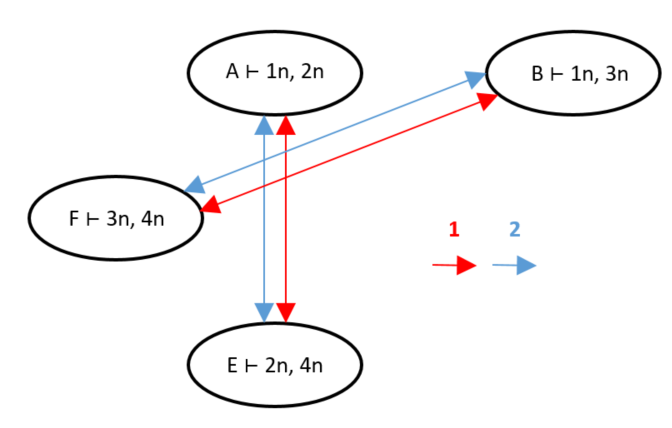 A ⊢ 1n, 2n
B ⊢ 1n, 3n
F ⊢ 3n, 4n
1 2
E ⊢ 2n, 4n